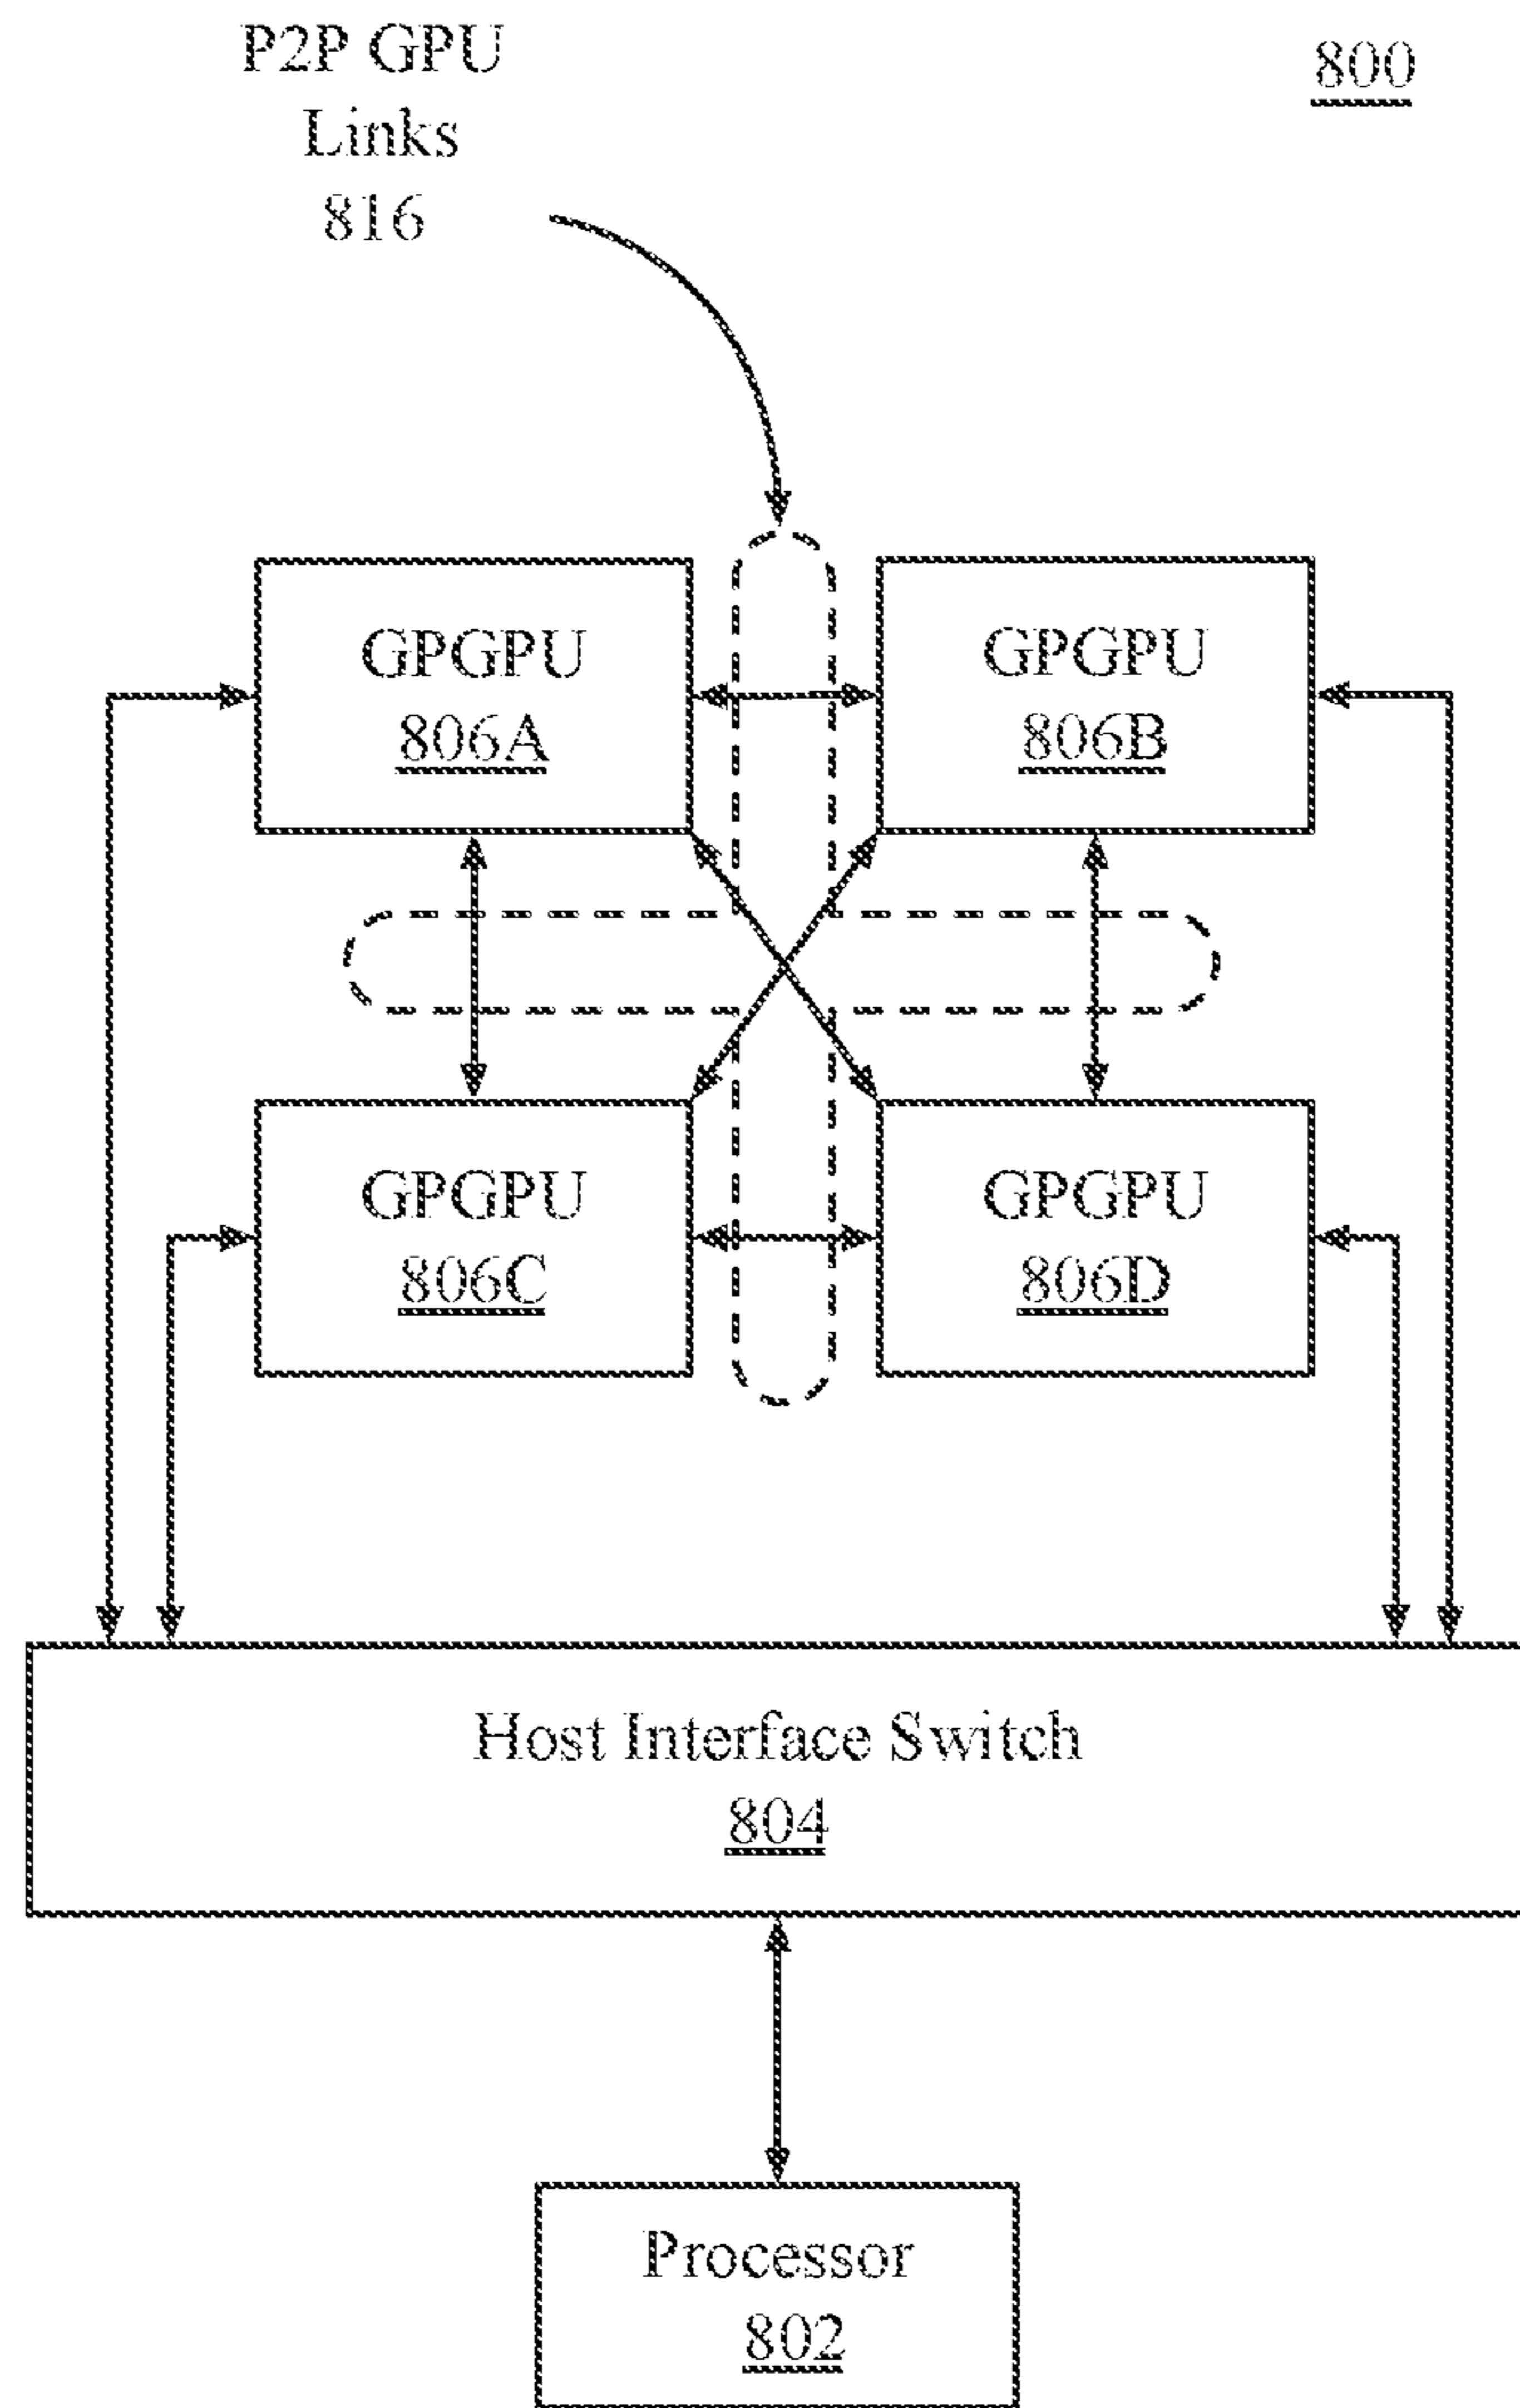 P2P GPU
Links
816
800
GPGPU
806A
GPGPU
806B
GPGPU
806C
GPGPU
806D
Host Interface Switch
804
Processor
802